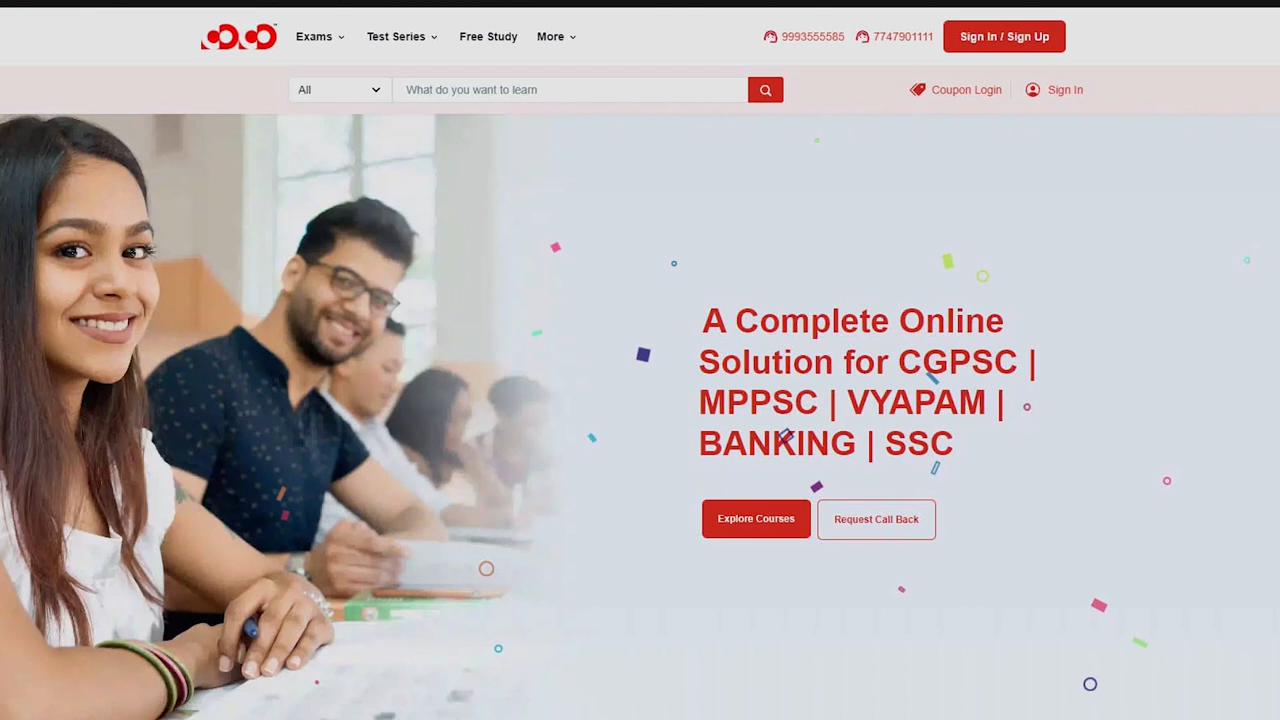 Exams
Test Series
Free Study
More
9993555585
7747901111
Sign In / Sign Up
All
What do you want to learn
Coupon Login
Sign In
A Complete Online
Solution for CGPSC |
MPPSC | VYAPAM |
BANKING | SSC
Explore Courses
Request Call Back